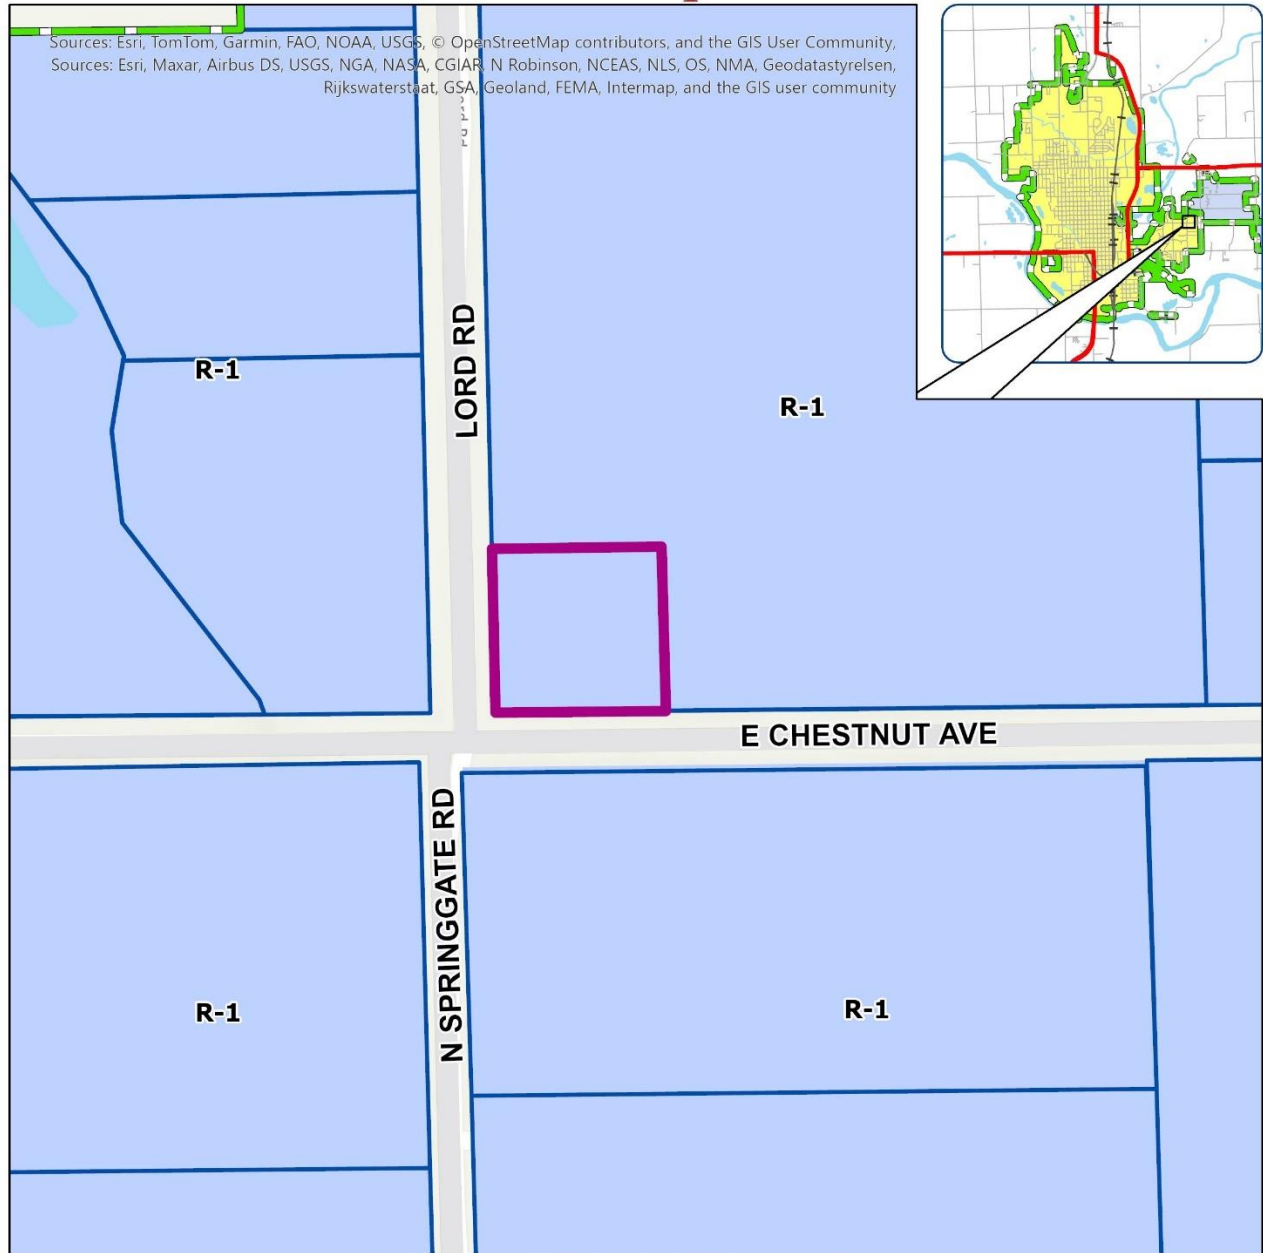 Sources: Esri, TomTom, Garmin, FAO, NOAA, USGS, © OpenStreetMap contributors, and the GIS User Community,
Sources: Esri, Maxar, Airbus DS, USGS, NGA, NASA, CGIAR, N Robinson, NCEAS, NLS, OS, NMA, Geodatastyrelsen,
Rijkswaterstaat, GSA, Geoland, FEMA, Intermap, and the GIS user community
LORD RD
R-1
R-1
E CHESTNUT AVE
N SPRINGGATE RD
R-1
R-1